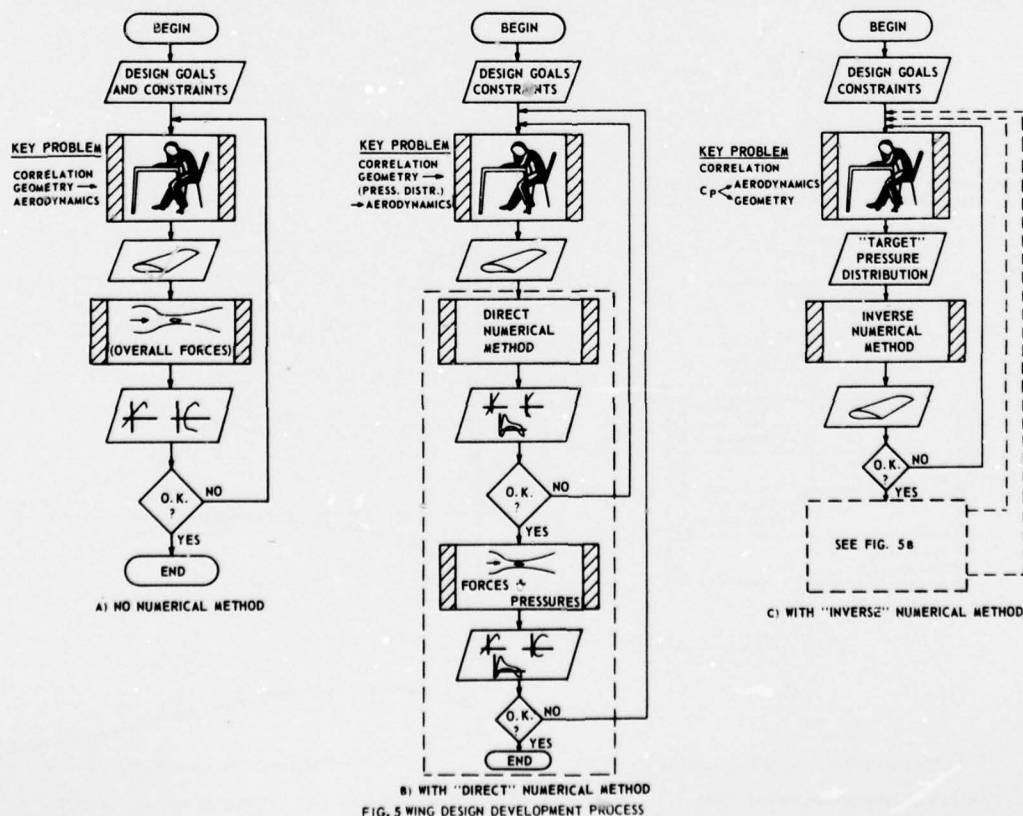 BEGIN
DESIGN GOALS
AND CONSTRAINTS
KEY PROBLEM
CORRELATION
GEOMETRY →
AERODYNAMICS
(OVERALL FORCES)
O.K.
?
NO
YES
END
A) NO NUMERICAL METHOD
BEGIN
DESIGN GOALS
CONSTRAINTS
KEY PROBLEM
CORRELATION
GEOMETRY →
(PRESS. DISTR.)
→ AERODYNAMICS
DIRECT
NUMERICAL
METHOD
O.K.
?
NO
YES
FORCES &
PRESSURES
O.K.
?
NO
YES
END
B) WITH "DIRECT" NUMERICAL METHOD
BEGIN
DESIGN GOALS
CONSTRAINTS
KEY PROBLEM
CORRELATION
Cp AERODYNAMICS
GEOMETRY
"TARGET"
PRESSURE
DISTRIBUTION
INVERSE
NUMERICAL
METHOD
O.K.
?
NO
YES
SEE FIG. 5B
C) WITH "INVERSE" NUMERICAL METHOD
FIG. 5 WING DESIGN DEVELOPMENT PROCESS